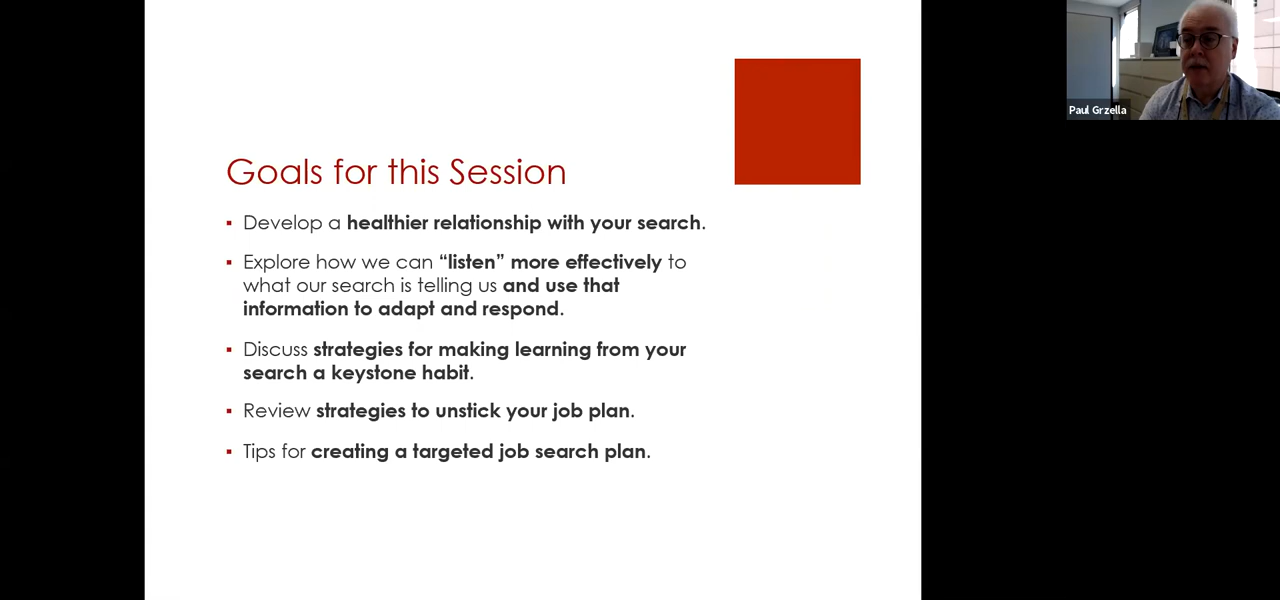 Goals for this Session
▪ Develop a healthier relationship with your search.
▪ Explore how we can “listen” more effectively to
what our search is telling us and use that
information to adapt and respond.
▪ Discuss strategies for making learning from your
search a keystone habit.
▪ Review strategies to unstick your job plan.
▪ Tips for creating a targeted job search plan.
Paul Grzella